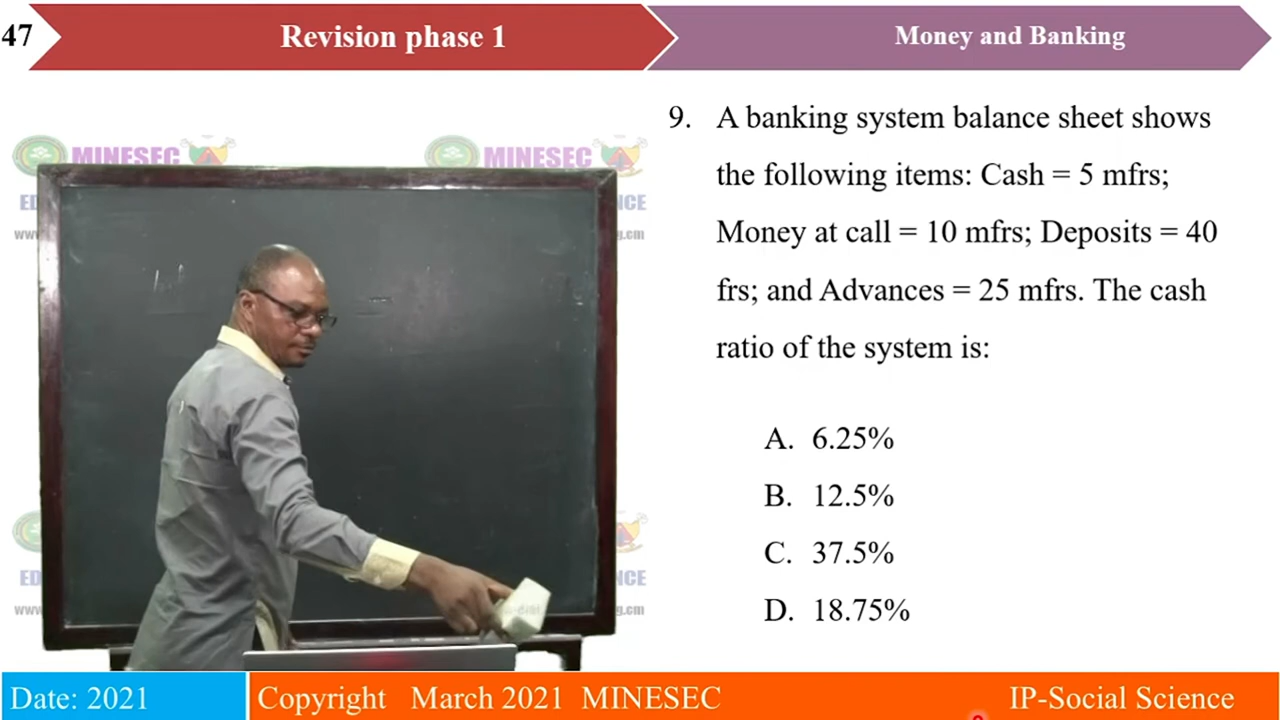 47
Revision phase 1
Money and Banking
MINESEC
MINESEC
9. A banking system balance sheet shows
the following items: Cash = 5 mfrs;
Money at call = 10 mfrs; Deposits = 40
frs; and Advances = 25 mfrs. The cash
ratio of the system is:
A. 6.25%
B. 12.5%
C. 37.5%
D. 18.75%
Date: 2021
Copyright March 2021 MINESEC
IP-Social Science